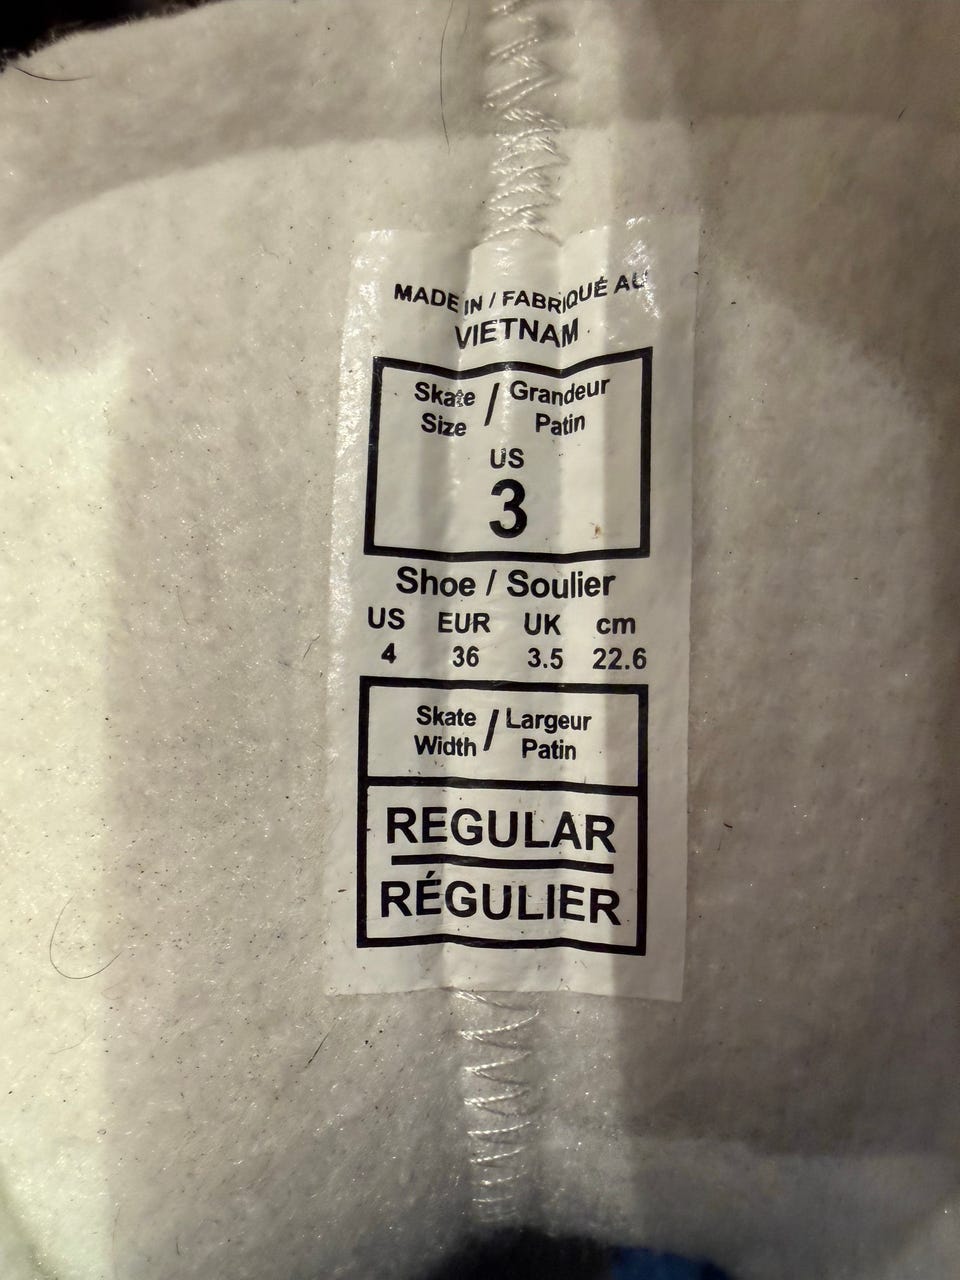 MADE IN / FABRIQUÉ AU
VIETNAM
Skate / Grandeur
Size Patin
US
3
Shoe / Soulier
US EUR UK cm
4 36 3.5 22.6
Skate / Largeur
Width Patin
REGULAR
RÉGULIER